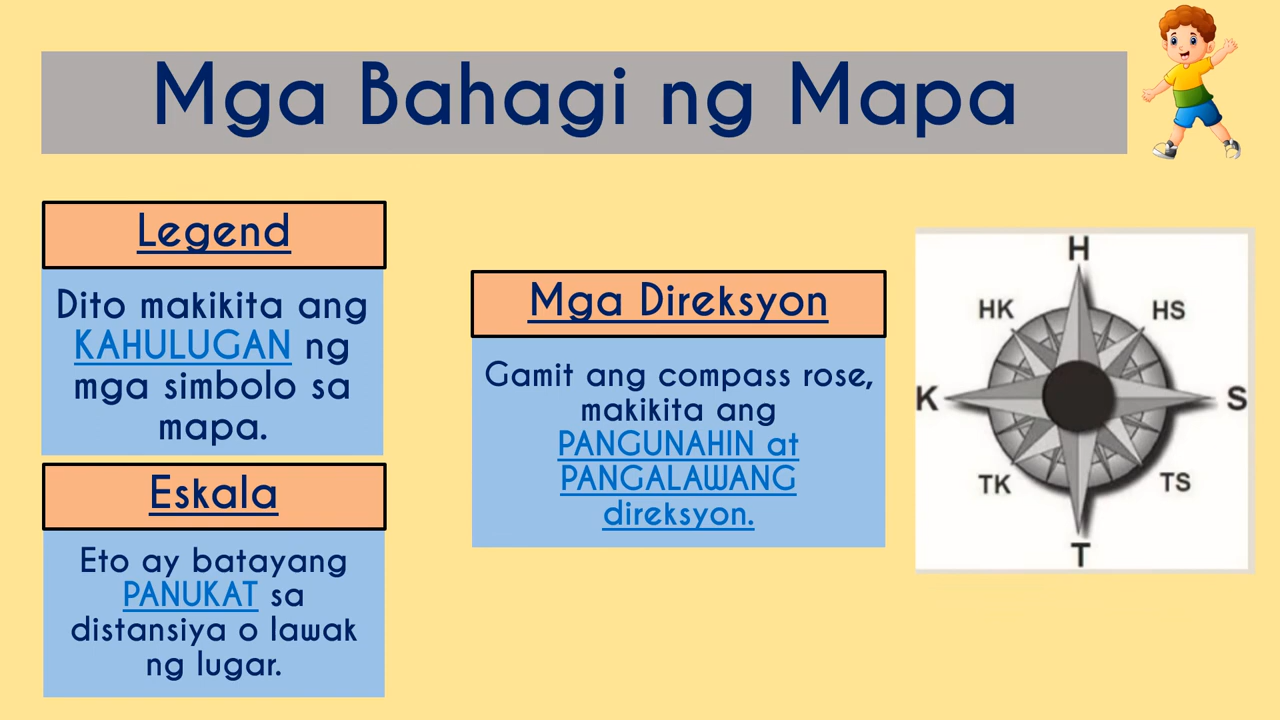 Mga Bahagi ng Mapa
Legend
Dito makikita ang
KAHULUGAN ng
mga simbolo sa
mapa.
Eskala
Eto ay batayang
PANUKAT sa
distansiya o lawak
ng lugar.
Mga Direksyon
Gamit ang compass rose,
makikita ang
PANGUNAHIN at
PANGALAWANG
direksyon.
H
HK
HS
K
S
TK
TS
T